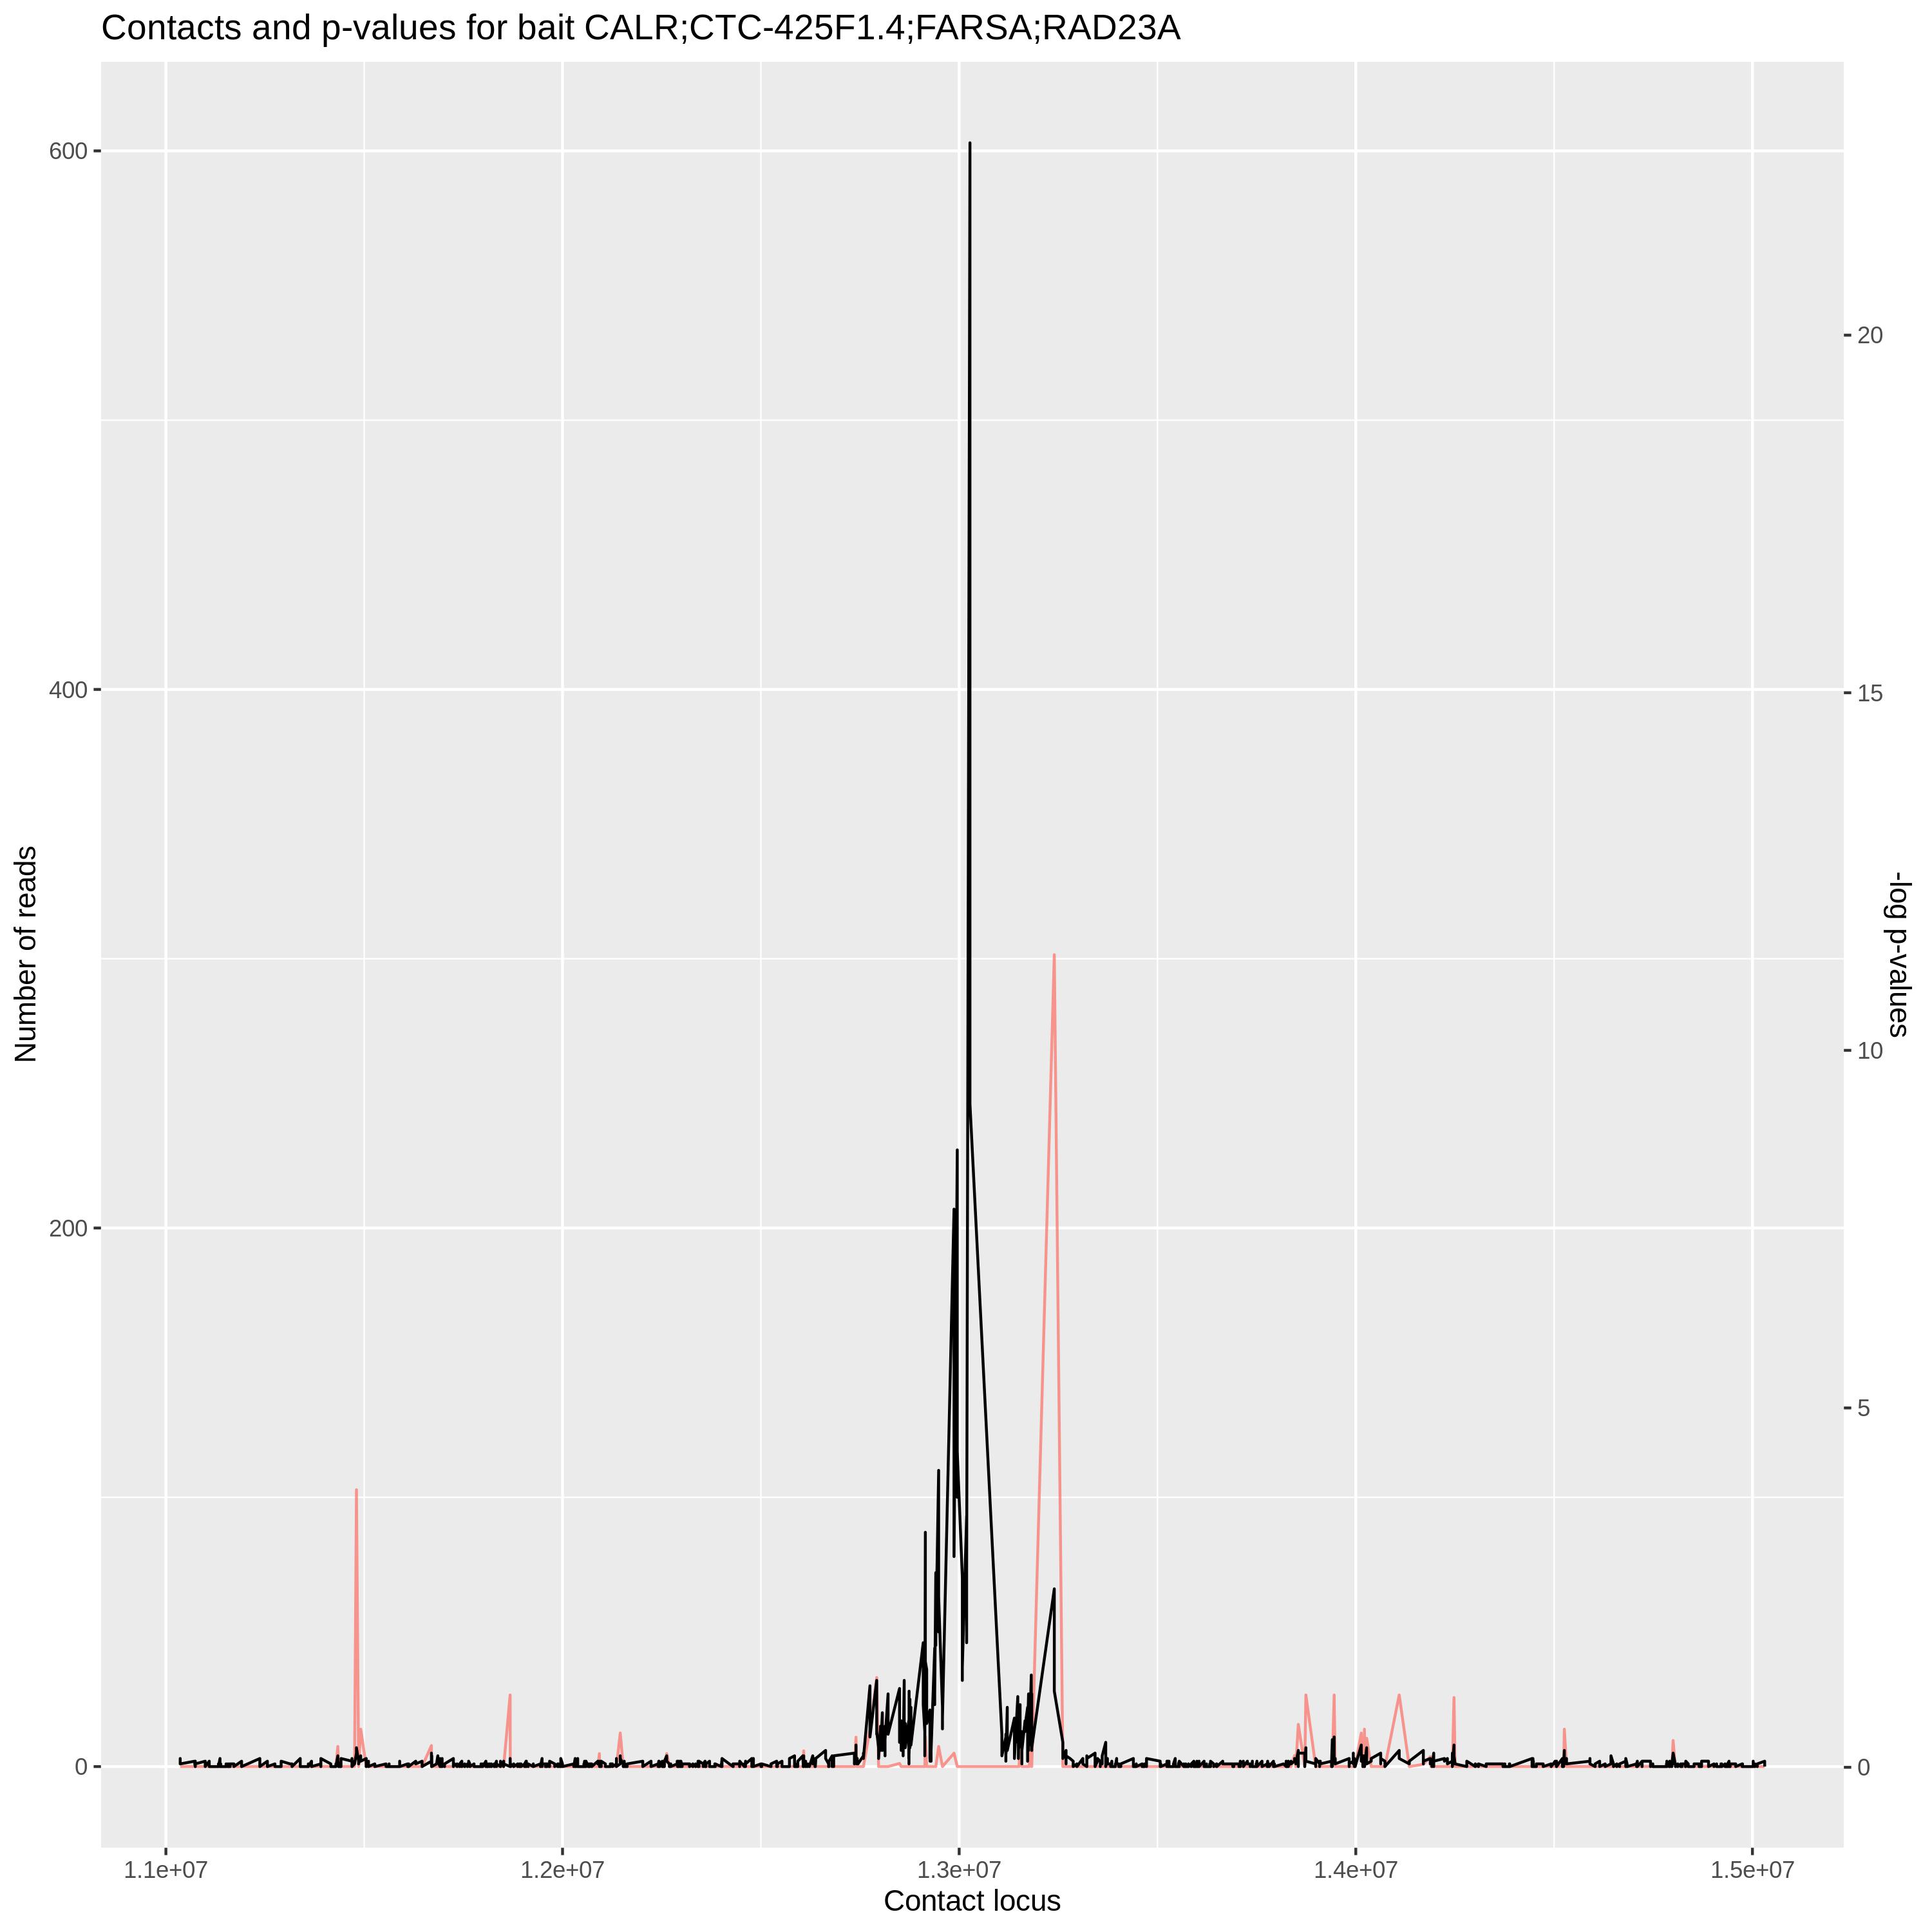 Contacts and p-values for bait CALR;CTC-425F1.4;FARSA;RAD23A
600
400
200
0
Number of reads
20
15
10
5
0
-log p-values
1.1e+07
1.2e+07
1.3e+07
1.4e+07
1.5e+07
Contact locus